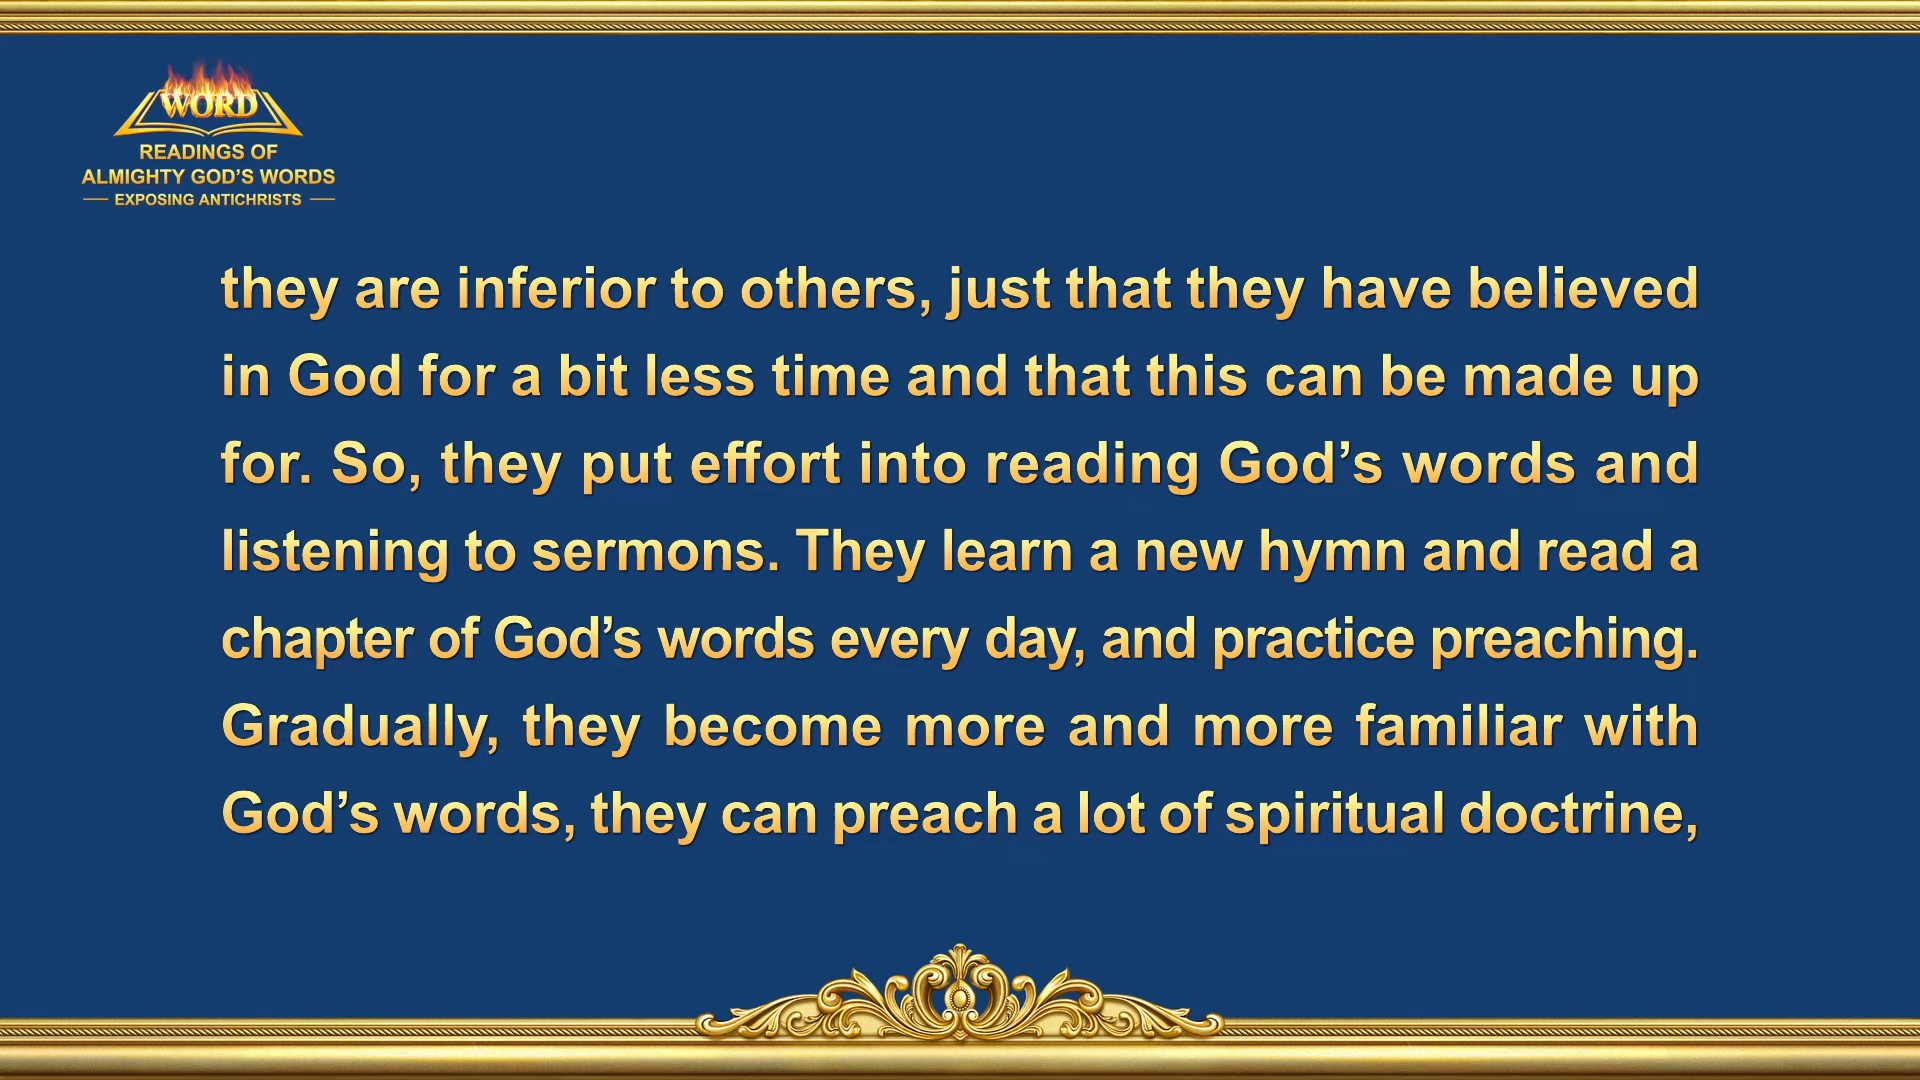 WORD
READINGS OF
ALMIGHTY GOD’S WORDS
EXPOSING ANTICHRISTS
they are inferior to others, just that they have believed
in God for a bit less time and that this can be made up
for. So, they put effort into reading God’s words and
listening to sermons. They learn a new hymn and read a
chapter of God’s words every day, and practice preaching.
Gradually, they become more and more familiar with
God’s words, they can preach a lot of spiritual doctrine,